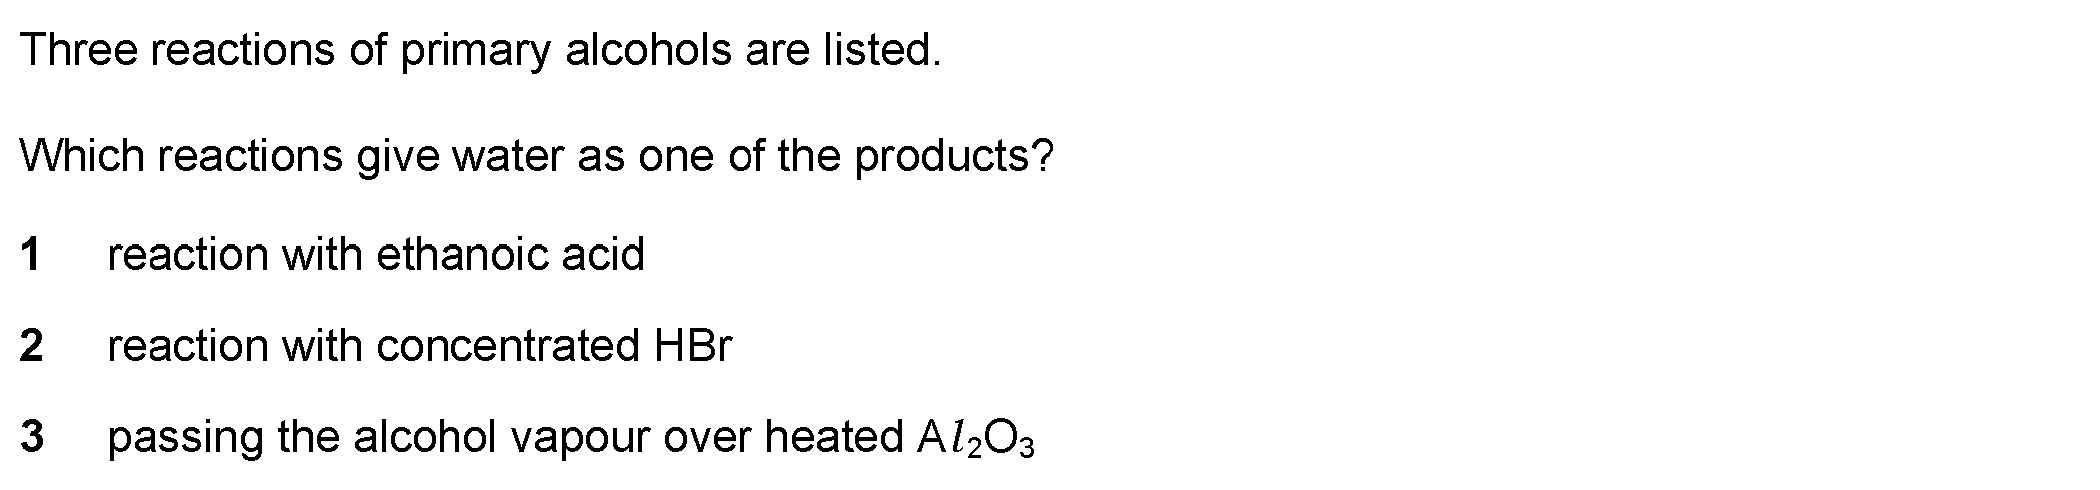 Three reactions of primary alcohols are listed.
Which reactions give water as one of the products?
1 reaction with ethanoic acid
2 reaction with concentrated HBr
3 passing the alcohol vapour over heated Al₂O₃